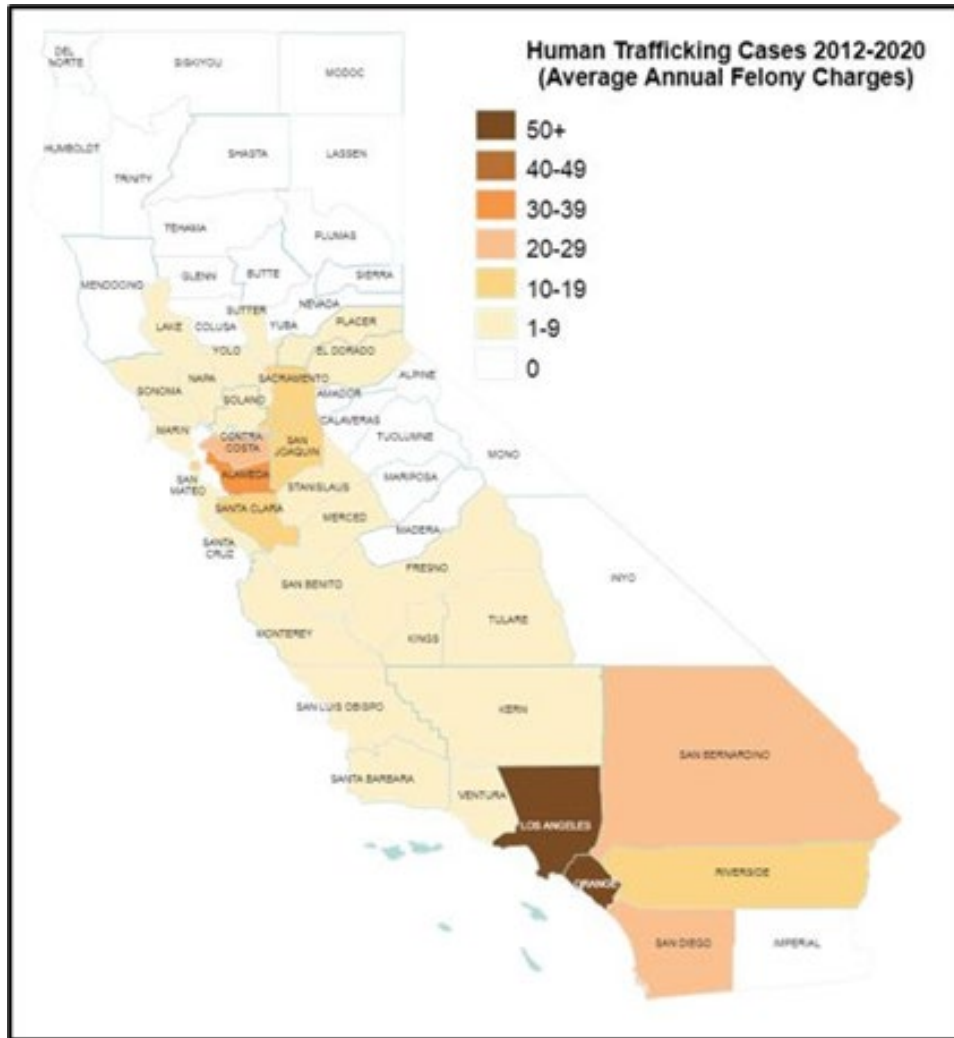 Human Trafficking Cases 2012-2020
(Average Annual Felony Charges)
50+
40-49
30-39
20-29
10-19
1-9
0
DEL
NORTE
SISKIYOU
MODOC
HUMBOLDT
TRINITY
SHASTA
LASSEN
TEHAMA
PLUMAS
MENDOCINO
GLENN
BUTTE
SIERRA
NEVADA
SUTTER
YUBA
LAKE
COLUSA
PLACER
YOLO
EL DORADO
NAPA
SACRAMENTO
ALPINE
SONOMA
SOLANO
AMADOR
MARIN
CALAVERAS
CONTRA
COSTA
SAN
JOAQUIN
TUOLUMNE
MONO
ALAMEDA
SAN
MATEO
STANISLAUS
MARIPOSA
SANTA CLARA
MERCED
MADERA
SANTA
CRUZ
FRESNO
INYO
SAN BENITO
TULARE
MONTEREY
KINGS
SAN LUIS OBISPO
KERN
SAN BERNARDINO
SANTA BARBARA
VENTURA
LOS ANGELES
RIVERSIDE
ORANGE
SAN DIEGO
IMPERIAL